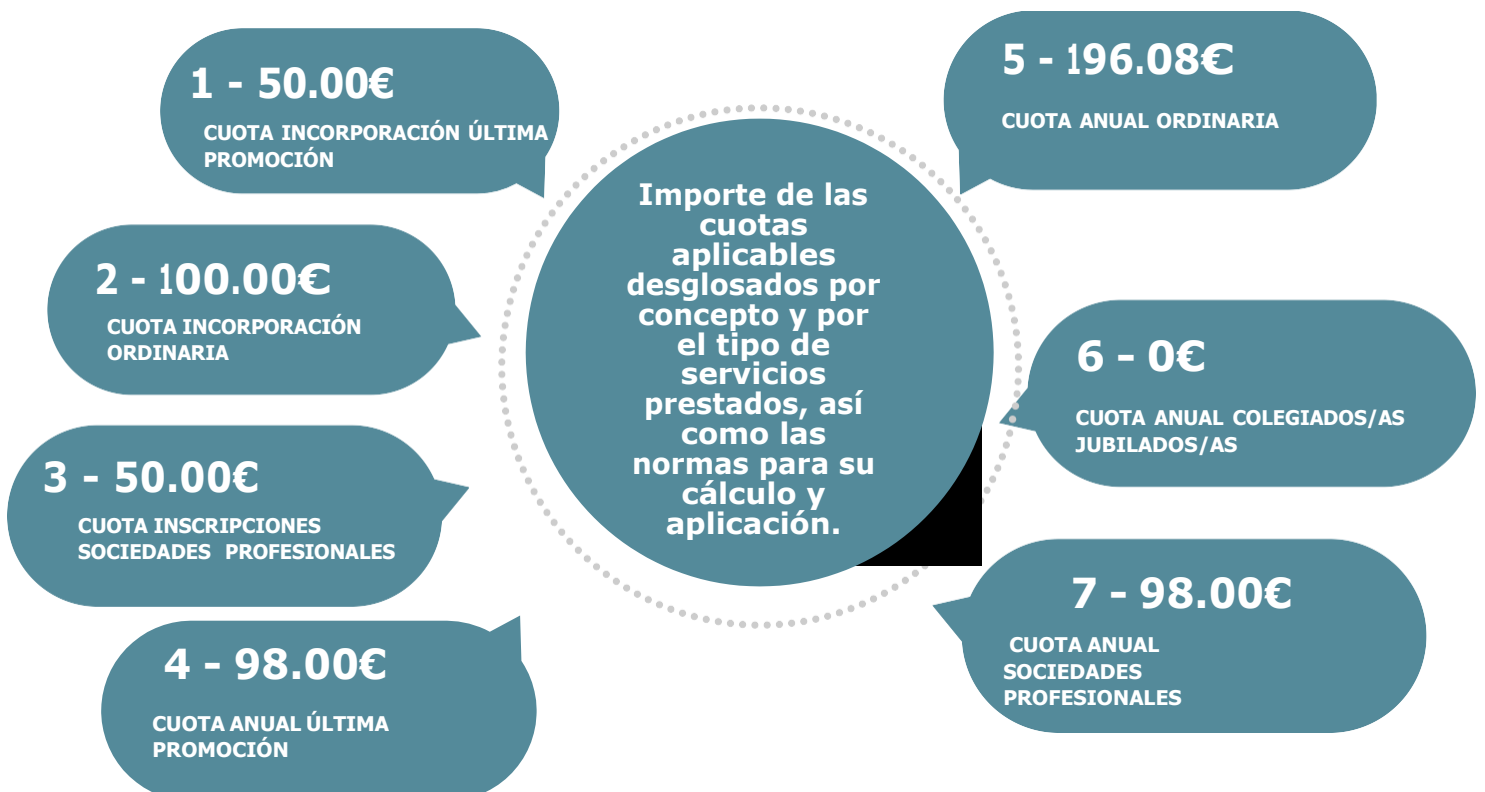 1 - 50.00€
CUOTA INCORPORACIÓN ÚLTIMA
PROMOCIÓN
2 - 100.00€
CUOTA INCORPORACIÓN
ORDINARIA
3 - 50.00€
CUOTA INSCRIPCIONES
SOCIEDADES PROFESIONALES
4 - 98.00€
CUOTA ANUAL ÚLTIMA
PROMOCIÓN
Importe de las
cuotas
aplicables
desglosados por
concepto y por
el tipo de
servicios
prestados, así
como las
normas para su
cálculo y
aplicación.
5 - 196.08€
CUOTA ANUAL ORDINARIA
6 - 0€
CUOTA ANUAL COLEGIADOS/AS
JUBILADOS/AS
7 - 98.00€
CUOTA ANUAL
SOCIEDADES
PROFESIONALES